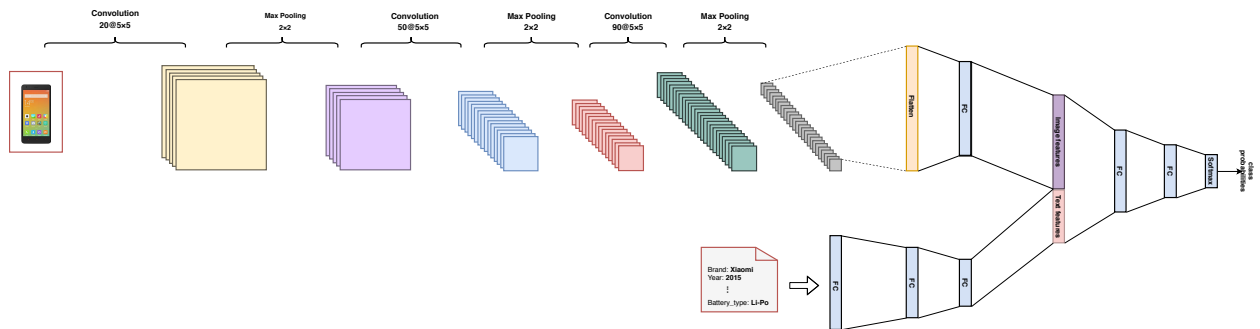 Convolution
20@5×5
Max Pooling
2×2
Convolution
50@5×5
Max Pooling
2×2
Convolution
90@5×5
Max Pooling
2×2
Flatten
FC
Image features
Text features
FC
FC
Softmax
class
probabilities
Brand: Xiaomi
Year: 2015
⋮
Battery_type: Li-Po
FC
FC
FC